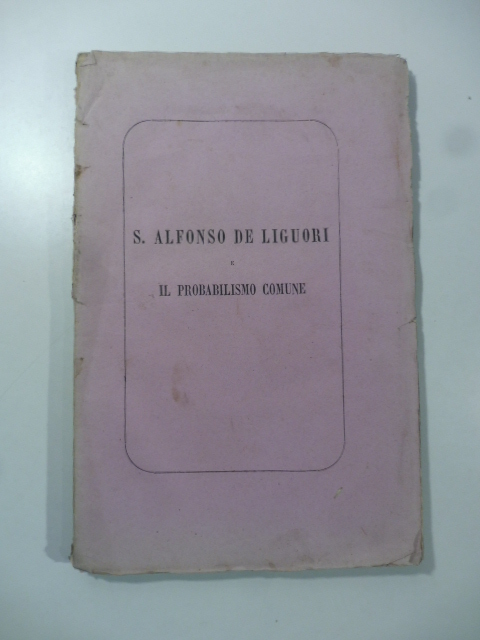 S. ALFONSO DE LIGUORI
E
IL PROBABILISMO COMUNE